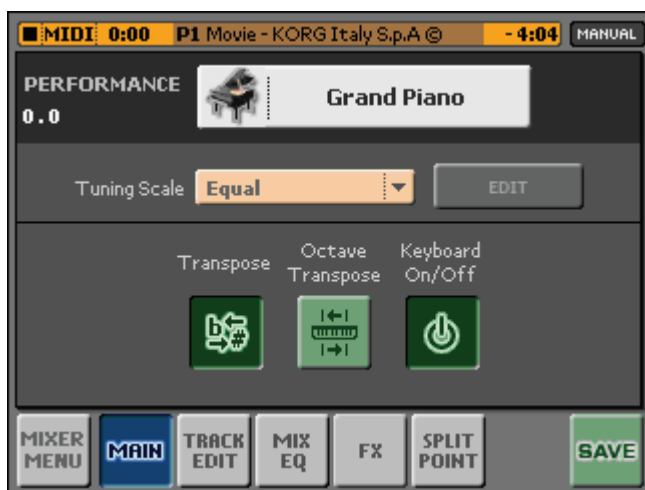 MIDI 0:00 P1 Movie - KORG Italy S.p.A © - 4:04 MANUAL
PERFORMANCE
0.0
Grand Piano
Tuning Scale Equal EDIT
Transpose
Octave
Transpose
Keyboard
On/Off
b#
MIXER
MENU
MAIN
TRACK
EDIT
MIX
EQ
FX
SPLIT
POINT
SAVE